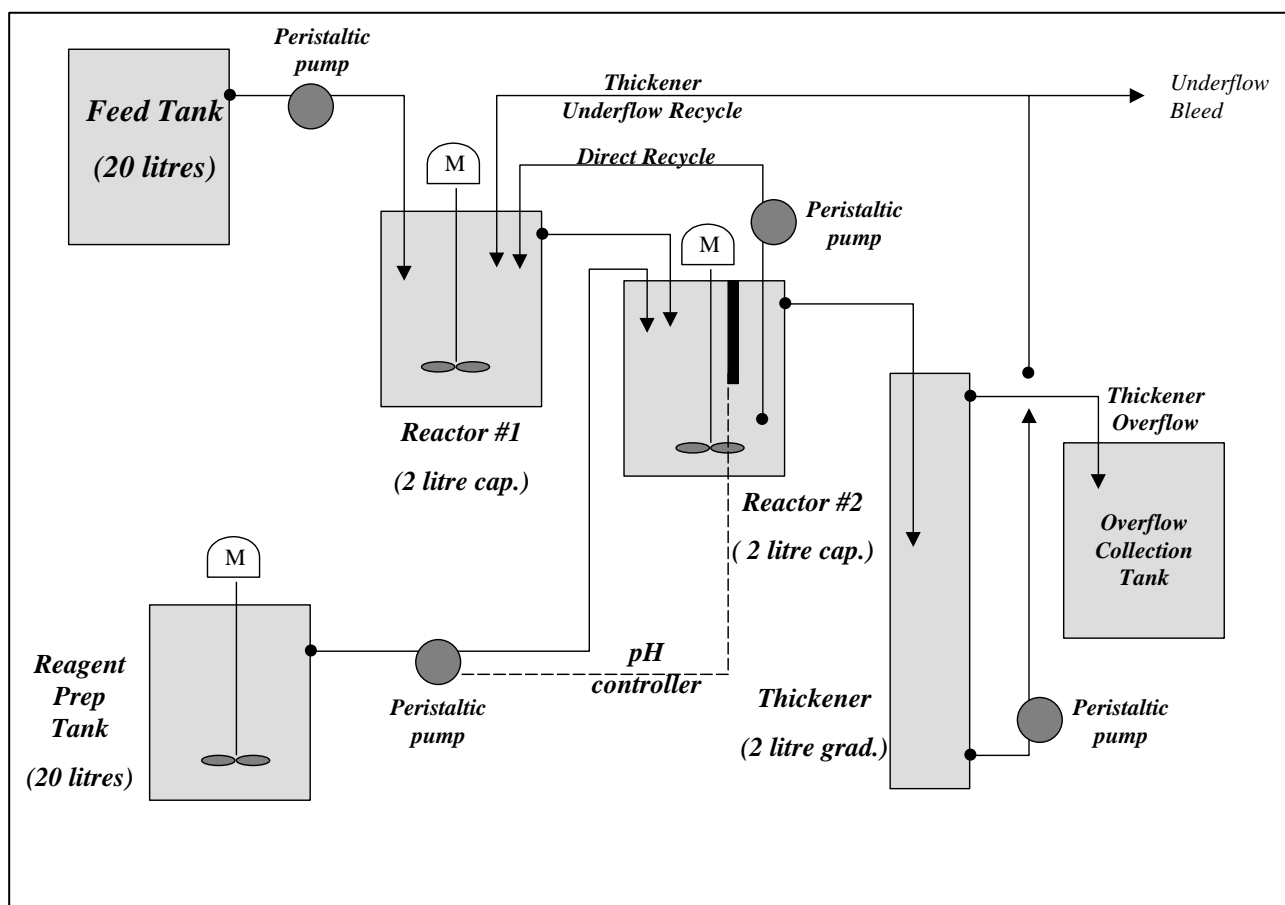 Peristaltic
pump
Feed Tank
(20 litres)
Thickener
Underflow Recycle
Underflow
Bleed
Direct Recycle
M
Peristaltic
pump
M
Reactor #1
(2 litre cap.)
Reactor #2
( 2 litre cap.)
Thickener
Overflow
Overflow
Collection
Tank
M
Reagent
Prep
Tank
(20 litres)
Peristaltic
pump
pH
controller
Thickener
(2 litre grad.)
Peristaltic
pump